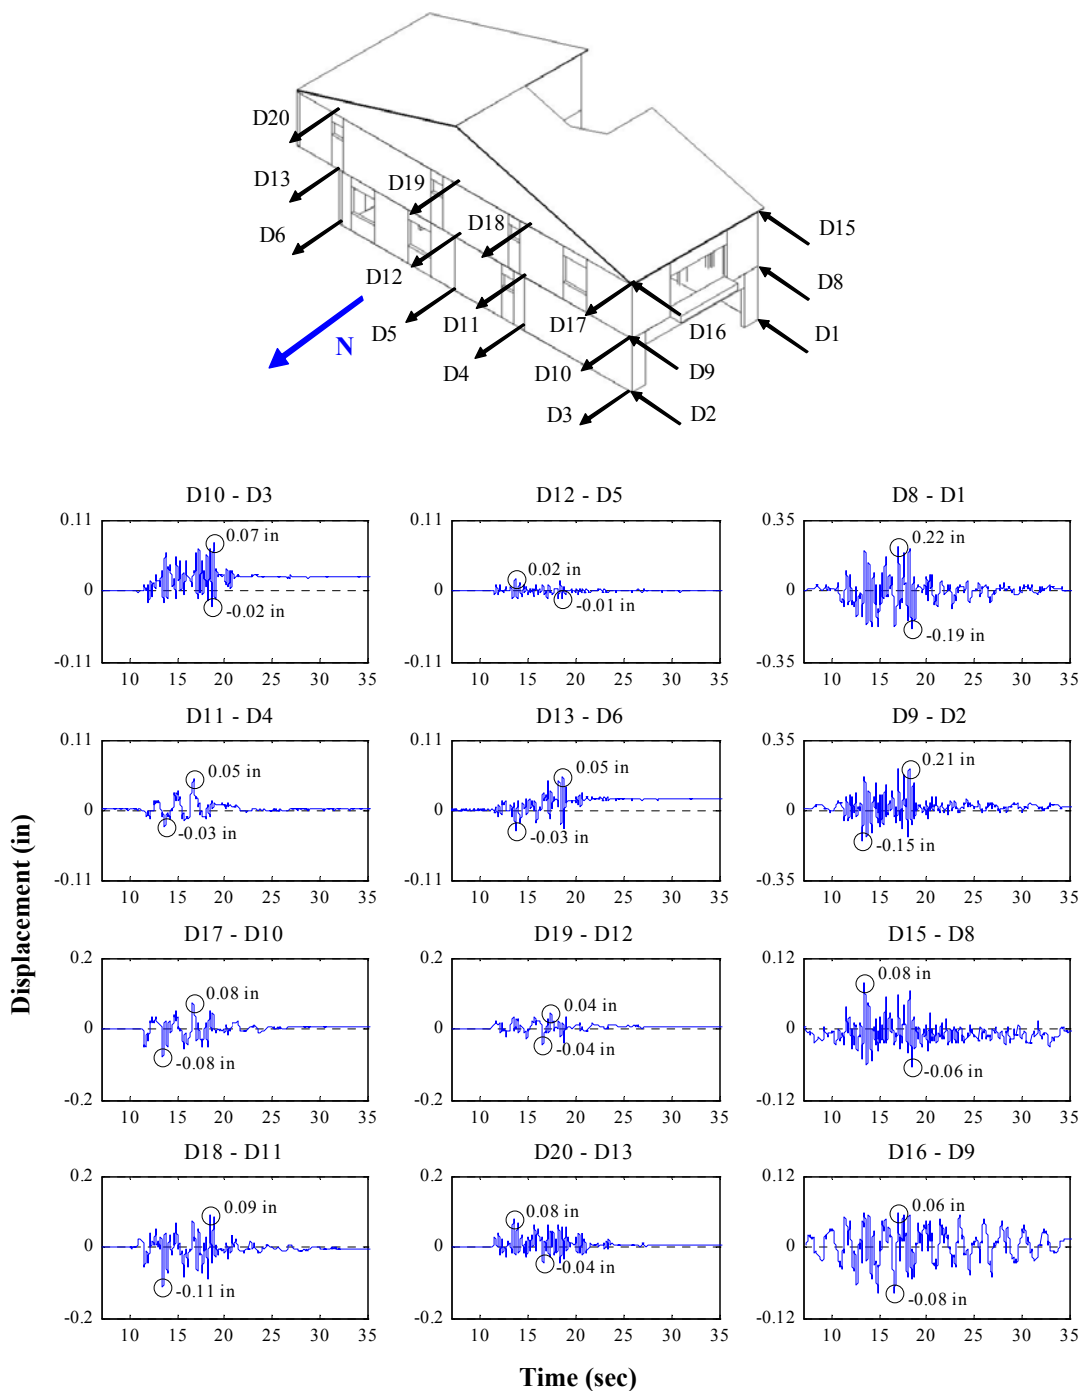 D20
D13
D19
D18
D15
D6
D12
D8
D5
D11
D17
D16
D1
N
D4
D10
D9
D3
D2
D10 - D3
D12 - D5
D8 - D1
0.11
0.07 in
0
-0.02 in
-0.11
10 15 20 25 30 35
0.11
0.02 in
0
-0.01 in
-0.11
10 15 20 25 30 35
0.35
0.22 in
0
-0.19 in
-0.35
10 15 20 25 30 35
D11 - D4
D13 - D6
D9 - D2
0.11
0.05 in
0
-0.03 in
-0.11
10 15 20 25 30 35
0.11
0.05 in
0
-0.03 in
-0.11
10 15 20 25 30 35
0.35
0.21 in
0
-0.15 in
-0.35
10 15 20 25 30 35
Displacement (in)
D17 - D10
D19 - D12
D15 - D8
0.2
0.08 in
0
-0.08 in
-0.2
10 15 20 25 30 35
0.2
0.04 in
0
-0.04 in
-0.2
10 15 20 25 30 35
0.12
0.08 in
0
-0.06 in
-0.12
10 15 20 25 30 35
D18 - D11
D20 - D13
D16 - D9
0.2
0.09 in
0
-0.11 in
-0.2
10 15 20 25 30 35
0.2
0.08 in
0
-0.04 in
-0.2
10 15 20 25 30 35
0.12
0.06 in
0
-0.08 in
-0.12
10 15 20 25 30 35
Time (sec)